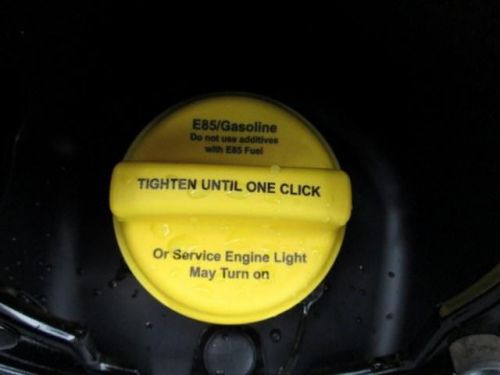 E85/Gasoline
Do not use additives
with E85 Fuel
TIGHTEN UNTIL ONE CLICK
Or Service Engine Light
May Turn on